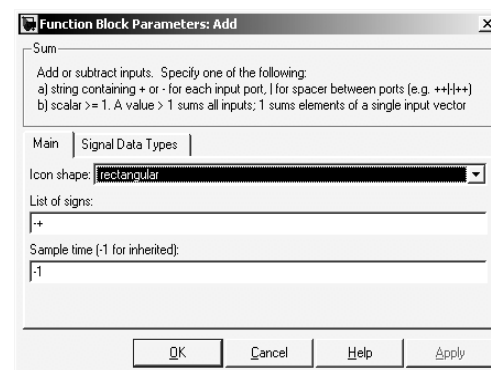 Function Block Parameters: Add
Sum
Add or subtract inputs. Specify one of the following:
a) string containing + or - for each input port, | for spacer between ports (e.g. ++|-|++)
b) scalar >= 1. A value > 1 sums all inputs; 1 sums elements of a single input vector
Main Signal Data Types
Icon shape: rectangular
List of signs:
-+
Sample time (-1 for inherited):
-1
OK Cancel Help Apply